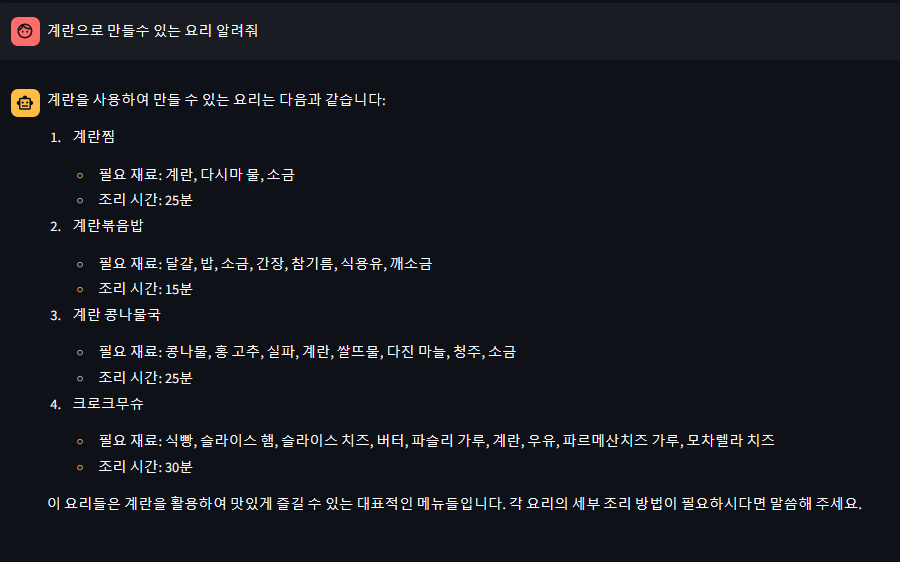 계란으로 만들수 있는 요리 알려줘
계란을 사용하여 만들 수 있는 요리는 다음과 같습니다:
1. 계란찜
○ 필요 재료: 계란, 다시마 물, 소금
○ 조리 시간: 25분
2. 계란볶음밥
○ 필요 재료: 달걀, 밥, 소금, 간장, 참기름, 식용유, 깨소금
○ 조리 시간: 15분
3. 계란 콩나물국
○ 필요 재료: 콩나물, 홍 고추, 실파, 계란, 쌀뜨물, 다진 마늘, 청주, 소금
○ 조리 시간: 25분
4. 크로크무슈
○ 필요 재료: 식빵, 슬라이스 햄, 슬라이스 치즈, 버터, 파슬리 가루, 계란, 우유, 파르메산치즈 가루, 모차렐라 치즈
○ 조리 시간: 30분
이 요리들은 계란을 활용하여 맛있게 즐길 수 있는 대표적인 메뉴들입니다. 각 요리의 세부 조리 방법이 필요하시다면 말씀해 주세요.